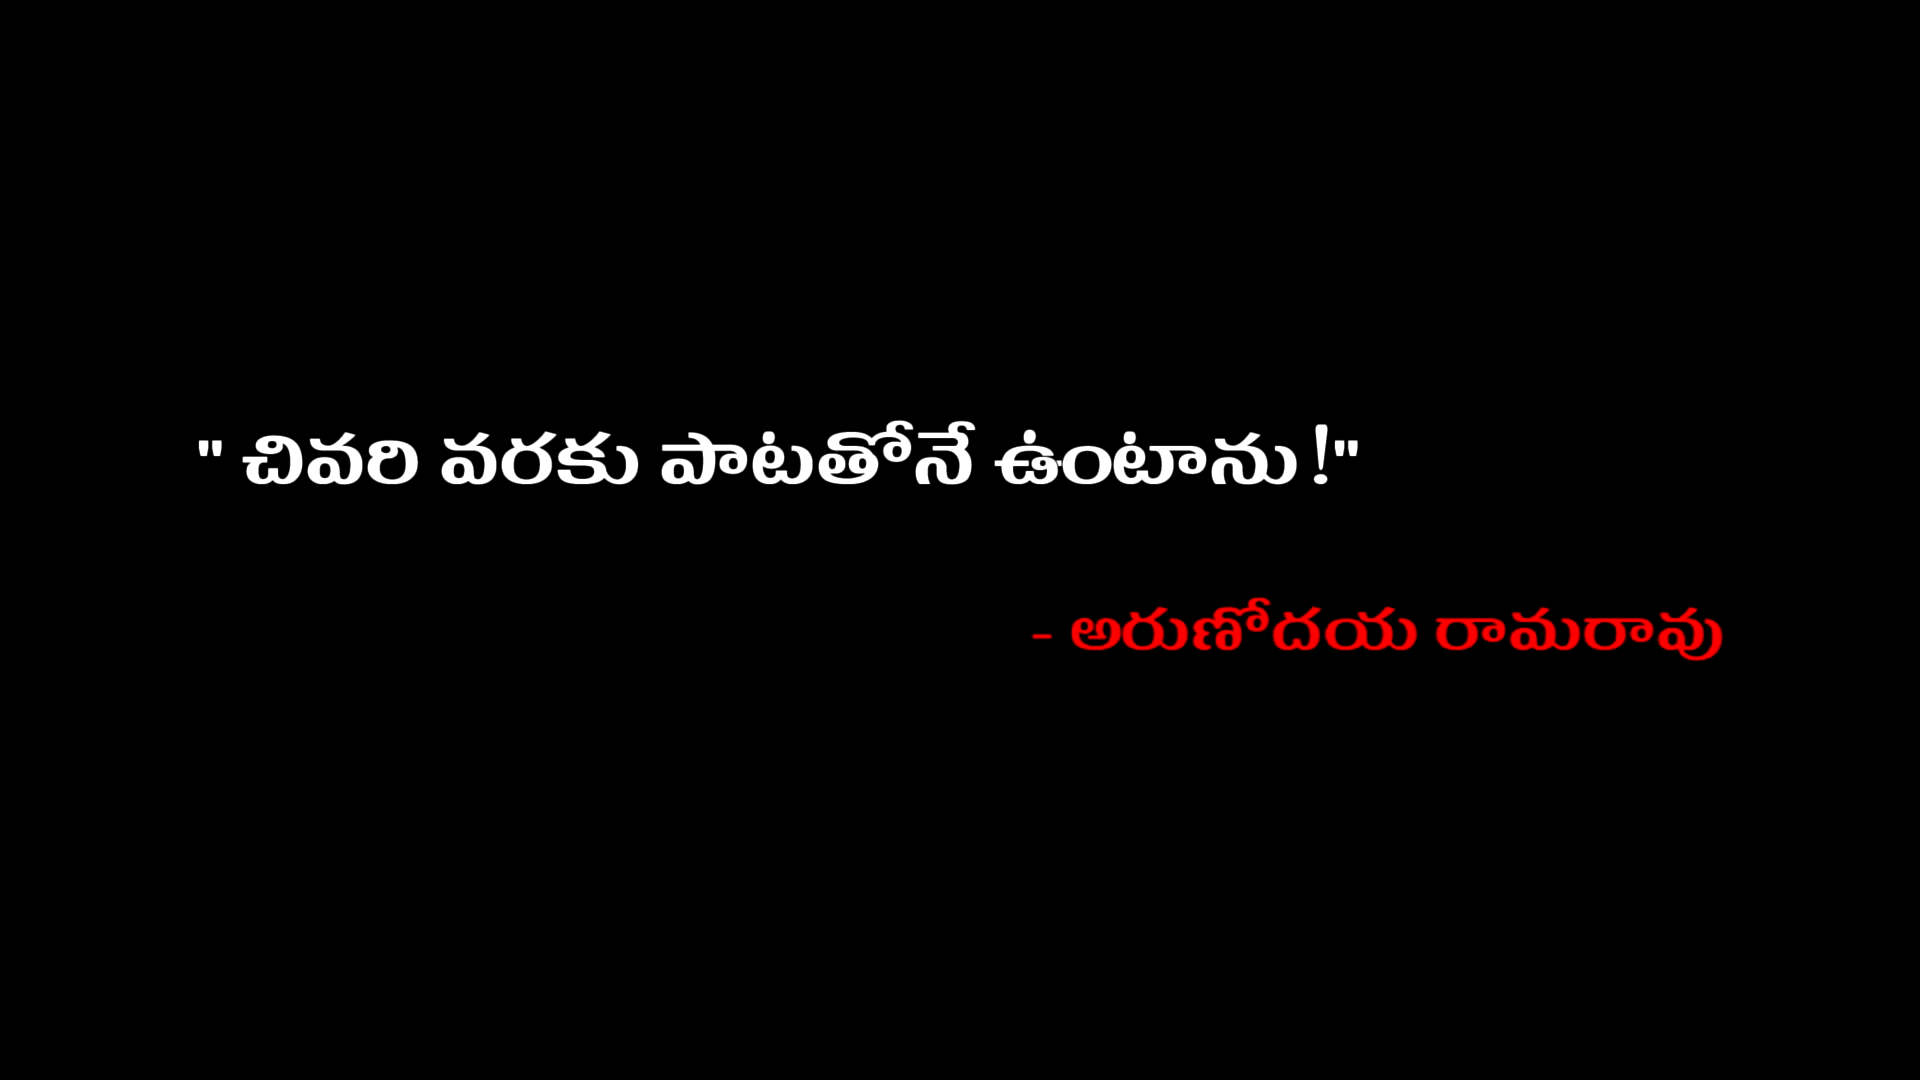 " చివరి వరకు పాటతోనే ఉంటాను !"
- అరుణోదయ రామరావు